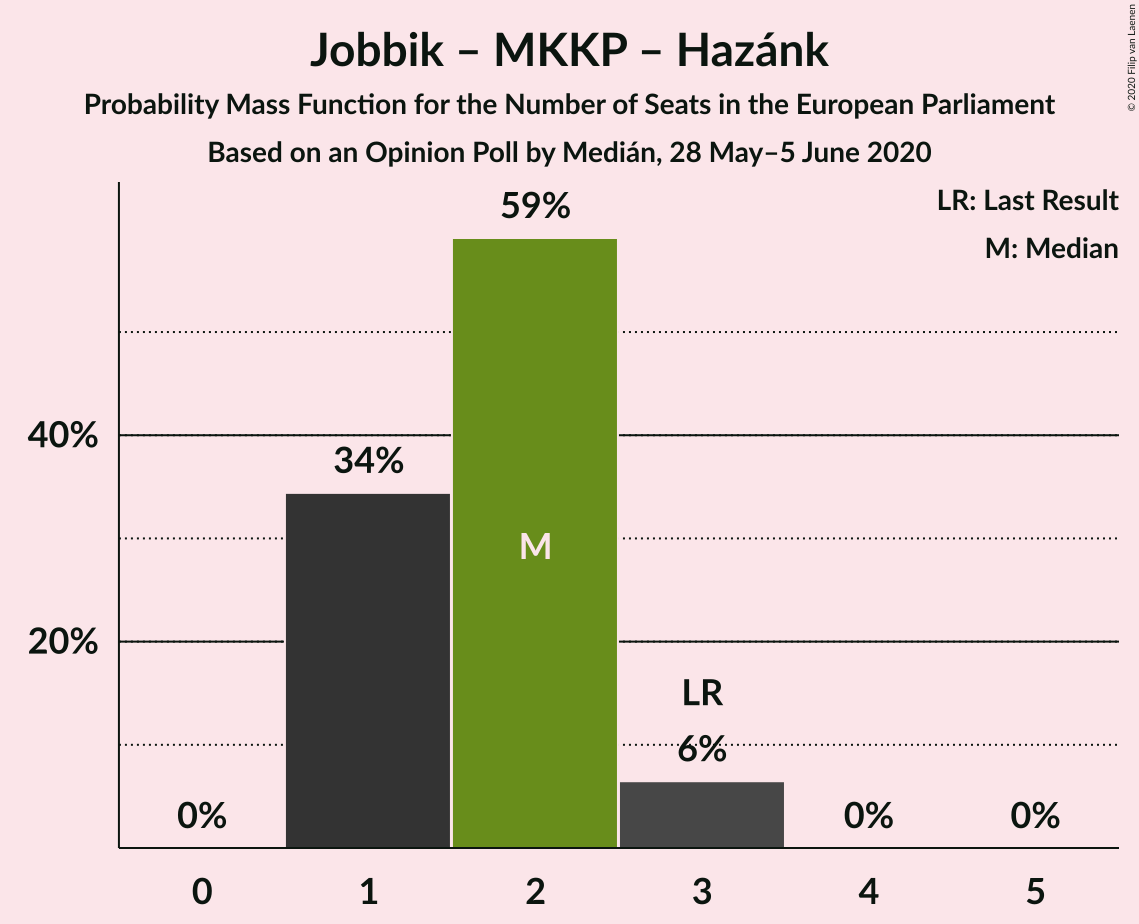 Jobbik – MKKP – Hazánk
Probability Mass Function for the Number of Seats in the European Parliament
Based on an Opinion Poll by Medián, 28 May–5 June 2020
© 2020 Filip van Laenen
LR: Last Result
M: Median
59%
40%
34%
M
20%
LR
6%
0%
0%
0%
0
1
2
3
4
5